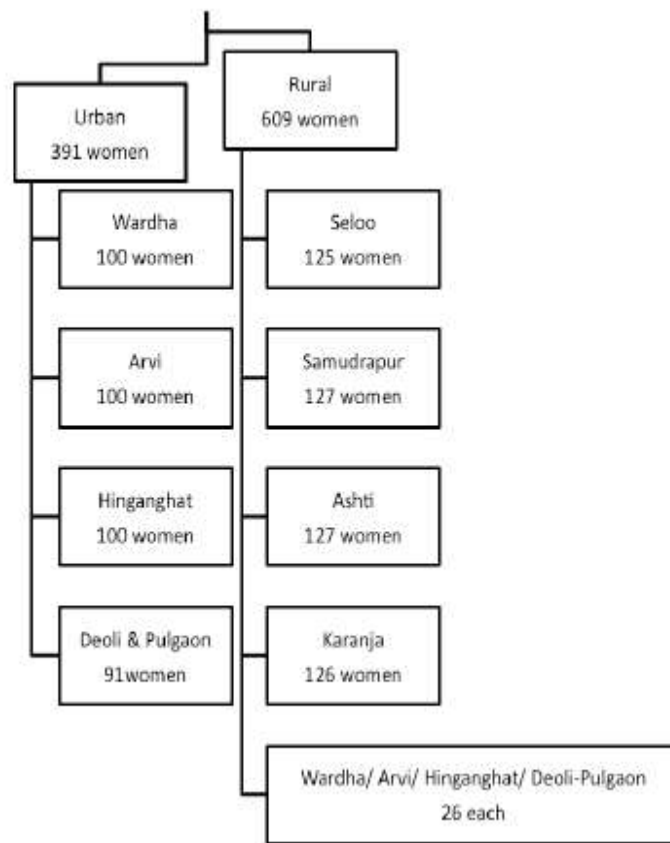 Urban
391 women
Rural
609 women
Wardha
100 women
Seloo
125 women
Arvi
100 women
Samudrapur
127 women
Hinganghat
100 women
Ashti
127 women
Deoli & Pulgaon
91women
Karanja
126 women
Wardha/ Arvi/ Hinganghat/ Deoli-Pulgaon
26 each